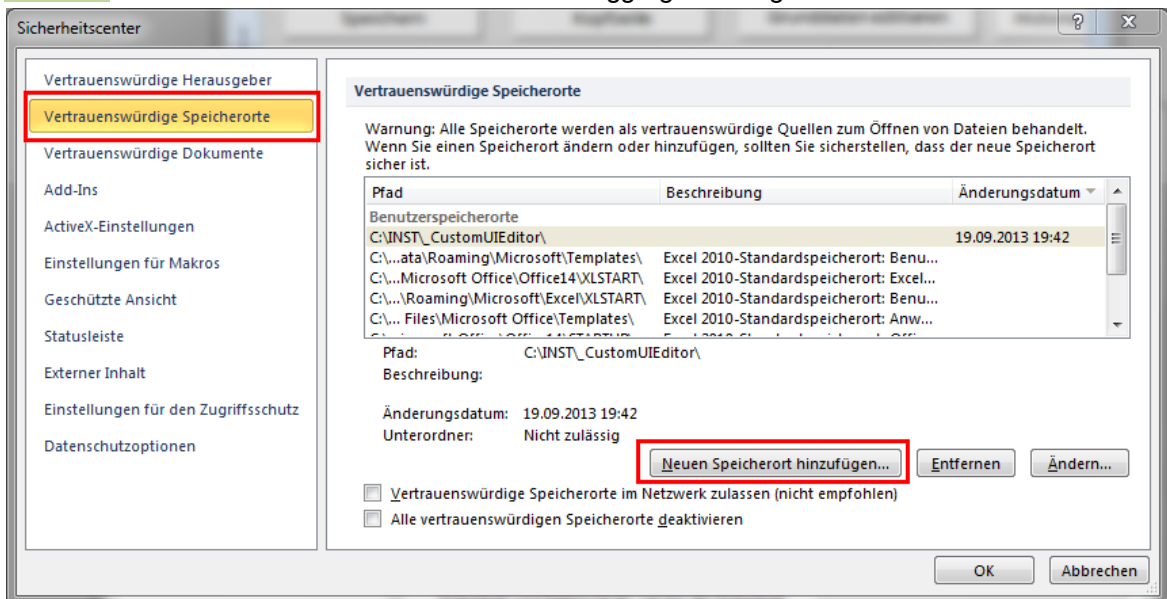 Sicherheitscenter
Vertrauenswürdige Herausgeber
Vertrauenswürdige Speicherorte
Vertrauenswürdige Dokumente
Add-Ins
ActiveX-Einstellungen
Einstellungen für Makros
Geschützte Ansicht
Statusleiste
Externer Inhalt
Einstellungen für den Zugriffsschutz
Datenschutzoptionen
Vertrauenswürdige Speicherorte
Warnung: Alle Speicherorte werden als vertrauenswürdige Quellen zum Öffnen von Dateien behandelt.
Wenn Sie einen Speicherort ändern oder hinzufügen, sollten Sie sicherstellen, dass der neue Speicherort
sicher ist.
Pfad Beschreibung Änderungsdatum
Benutzerspeicherorte
C:\INST\_CustomUIEditor\ 19.09.2013 19:42
C:\...ata\Roaming\Microsoft\Templates\ Excel 2010-Standardspeicherort: Benu...
C:\...Microsoft Office\Office14\XLSTART\ Excel 2010-Standardspeicherort: Excel...
C:\...\Roaming\Microsoft\Excel\XLSTART\ Excel 2010-Standardspeicherort: Benu...
C:\... Files\Microsoft Office\Templates\ Excel 2010-Standardspeicherort: Anw...
Pfad: C:\INST\_CustomUIEditor\
Beschreibung:
Änderungsdatum: 19.09.2013 19:42
Unterordner: Nicht zulässig
Neuen Speicherort hinzufügen... Entfernen Ändern...
Vertrauenswürdige Speicherorte im Netzwerk zulassen (nicht empfohlen)
Alle vertrauenswürdigen Speicherorte deaktivieren
OK Abbrechen